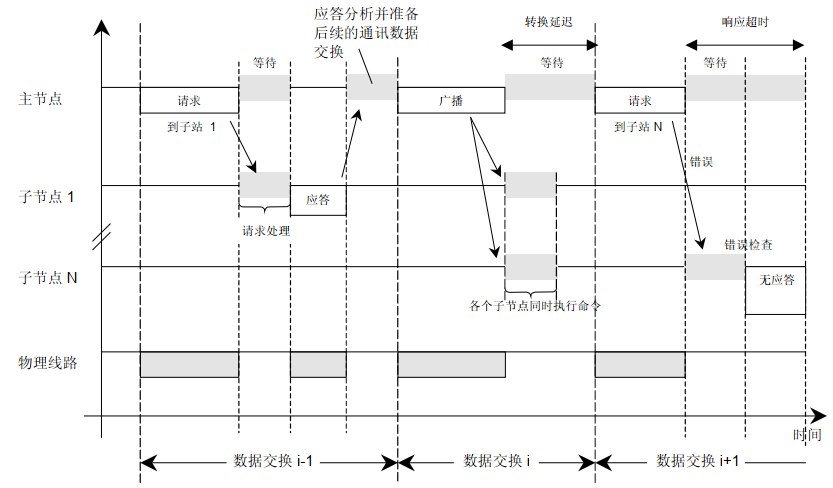 应答分析并准备
后续的通讯数据
交换
转换延迟
响应超时
等待
等待
等待
主节点
请求
广播
请求
到子站 1
到子站 N
错误
子节点 1
应答
请求处理
错误检查
子节点 N
无应答
各个子节点同时执行命令
物理线路
时间
数据交换 i-1
数据交换 i
数据交换 i+1